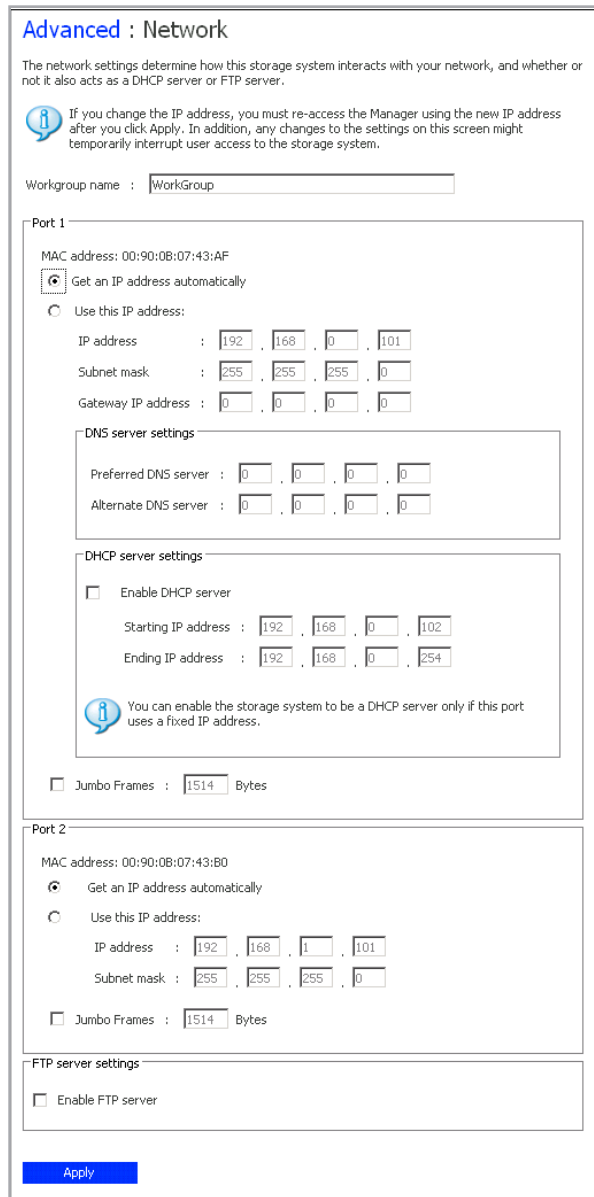 Advanced : Network
The network settings determine how this storage system interacts with your network, and whether or
not it also acts as a DHCP server or FTP server.
If you change the IP address, you must re-access the Manager using the new IP address
after you click Apply. In addition, any changes to the settings on this screen might
temporarily interrupt user access to the storage system.
Workgroup name : WorkGroup
Port 1
MAC address: 00:90:0B:07:43:AF
Get an IP address automatically
Use this IP address:
IP address : 192 . 168 . 0 . 101
Subnet mask : 255 . 255 . 255 . 0
Gateway IP address : 0 . 0 . 0 . 0
DNS server settings
Preferred DNS server : 0 . 0 . 0 . 0
Alternate DNS server : 0 . 0 . 0 . 0
DHCP server settings
Enable DHCP server
Starting IP address : 192 . 168 . 0 . 102
Ending IP address : 192 . 168 . 0 . 254
You can enable the storage system to be a DHCP server only if this port
uses a fixed IP address.
Jumbo Frames : 1514 Bytes
Port 2
MAC address: 00:90:0B:07:43:B0
Get an IP address automatically
Use this IP address:
IP address : 192 . 168 . 1 . 101
Subnet mask : 255 . 255 . 255 . 0
Jumbo Frames : 1514 Bytes
FTP server settings
Enable FTP server
Apply